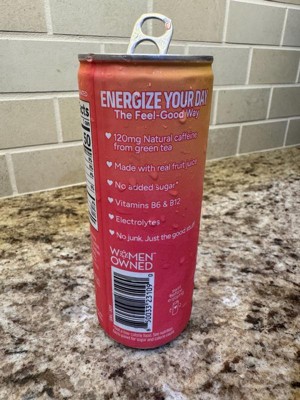 ENERGIZE YOUR DAY
The Feel-Good Way
120mg Natural caffeine
from green tea
Made with real fruit juice
No added sugar*
Vitamins B6 & B12
Electrolytes
No junk. Just the good stuff
WOMEN
OWNED